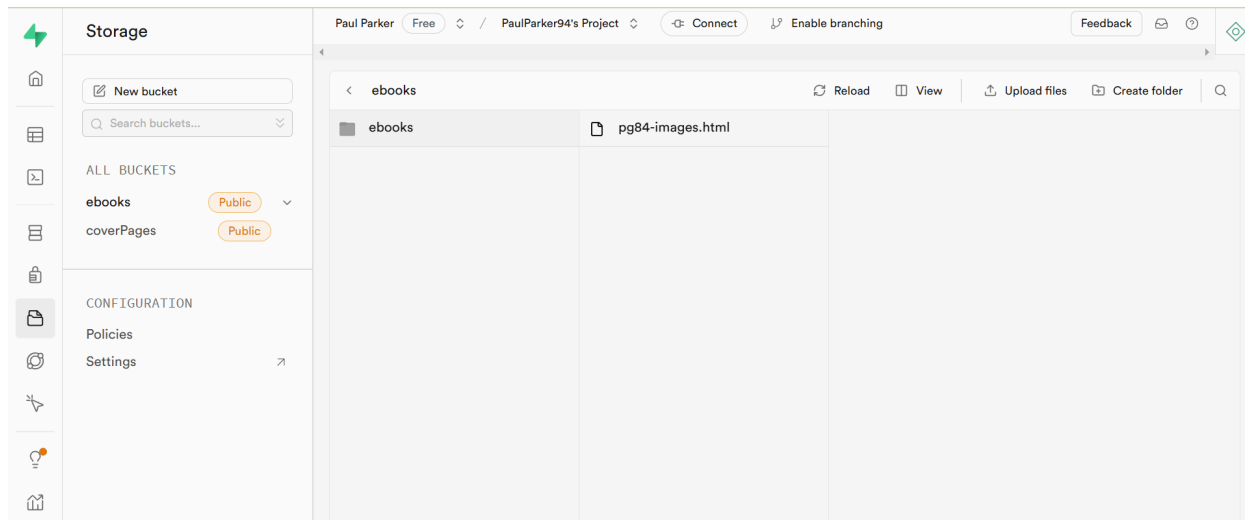 Storage
Paul Parker Free / PaulParker94's Project Connect Enable branching Feedback
New bucket
Search buckets...
ALL BUCKETS
ebooks Public
coverPages Public
CONFIGURATION
Policies
Settings
ebooks Reload View Upload files Create folder
ebooks pg84-images.html